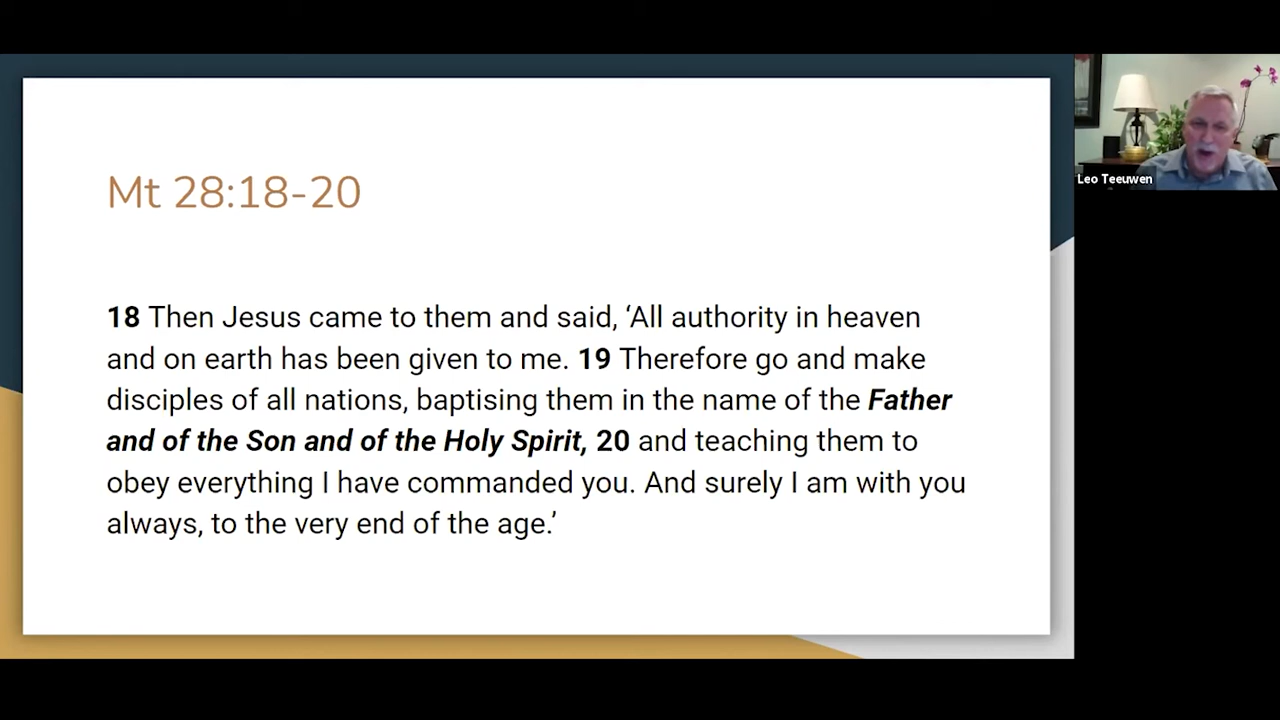 Mt 28:18-20
18 Then Jesus came to them and said, ‘All authority in heaven
and on earth has been given to me. 19 Therefore go and make
disciples of all nations, baptising them in the name of the Father
and of the Son and of the Holy Spirit, 20 and teaching them to
obey everything I have commanded you. And surely I am with you
always, to the very end of the age.’
Leo Teeuwen